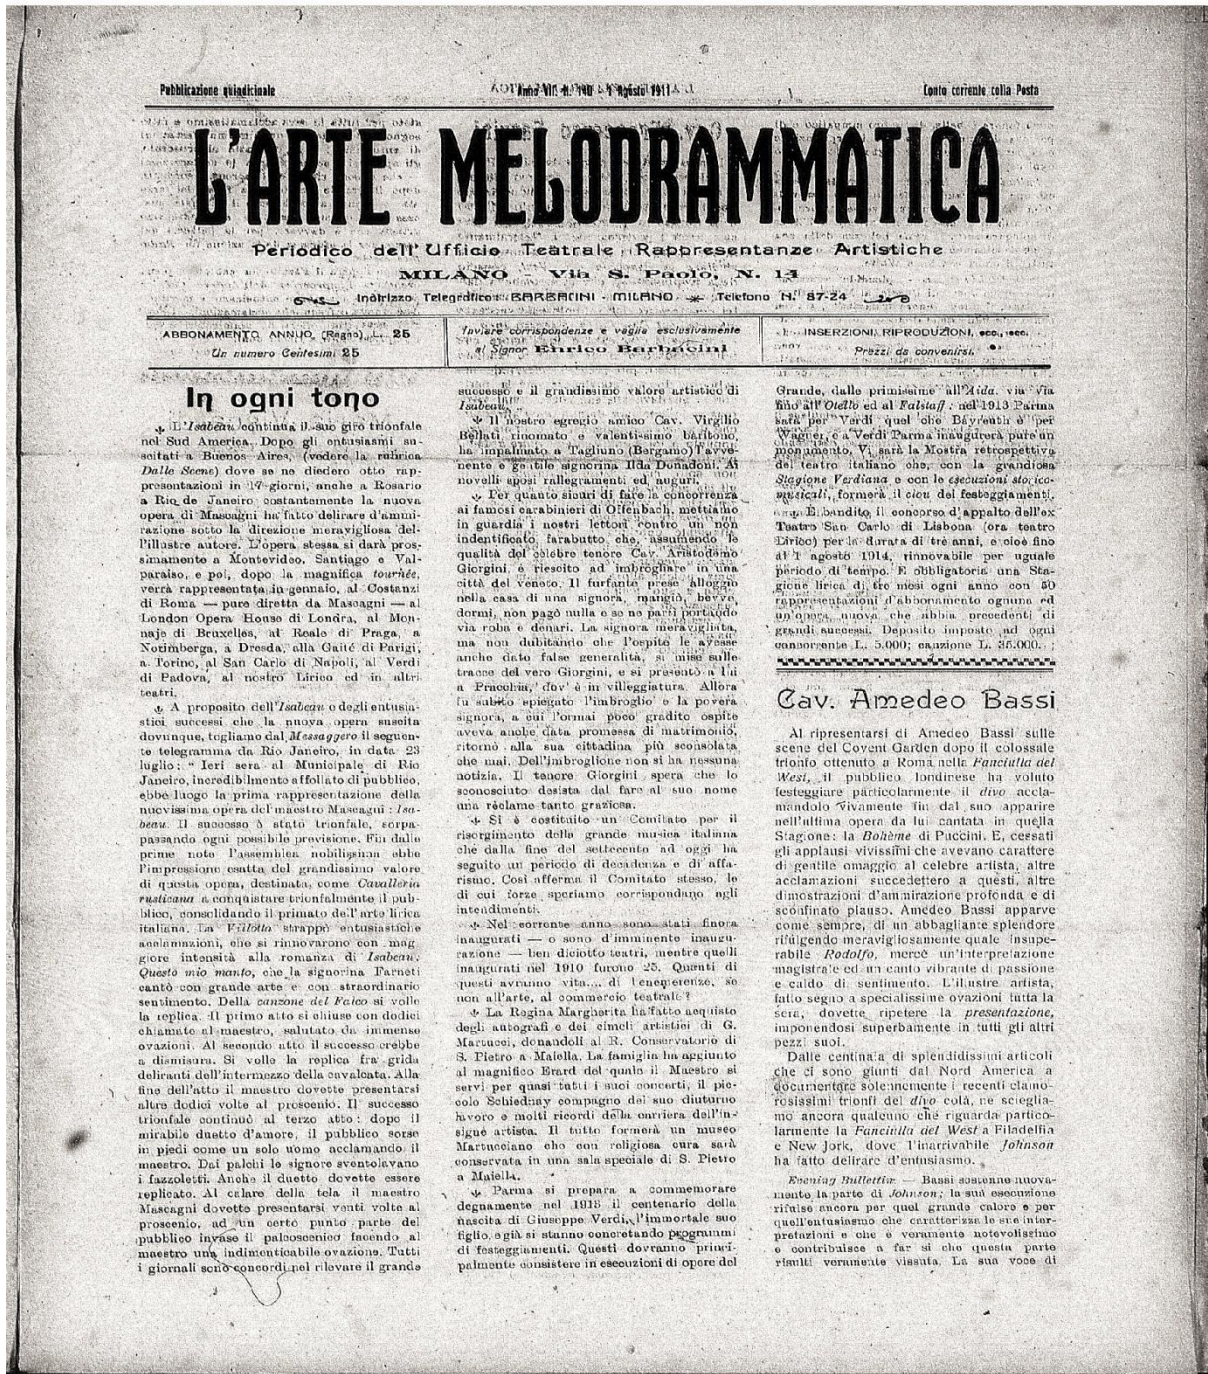 Pubblicazione quindicinale
Anno VII. N. 140 - 1 Agosto 1911
Conto corrente colla Posta
L'ARTE MELODRAMMATICA
Periodico dell'Ufficio Teatrale Rappresentanze Artistiche
MILANO - Via S. Paolo, N. 14
Indirizzo Telegrafico: BARBACINI - MILANO Telefono N. 87-24
ABBONAMENTO ANNUO (Regno) L. 25
Un numero Centesimi 25
Inviare corrispondenze e vaglia esclusivamente
al Signor Enrico Barbacini
INSERZIONI, RIPRODUZIONI, ecc., ecc.
Prezzi da convenirsi.
In ogni tono
L'Isabeau continua il suo giro trionfale
nel Sud America. Dopo gli entusiasmi su-
scitati a Buenos Aires, (vedere la rubrica
Dalle Scene) dove se ne diedero otto rap-
presentazioni in 17 giorni, anche a Rosario
a Rio de Janeiro costantemente la nuova
opera di Mascagni ha fatto delirare d'ammi-
razione sotto la direzione meravigliosa del-
l'illustre autore. L'opera stessa si darà pros-
simamente a Montevideo, Santiago e Val-
paraiso, e poi, dopo la magnifica tournée,
verrà rappresentata in gennaio, al Costanzi
di Roma — pure diretta da Mascagni — al
London Opera House di Londra, al Mon-
naje di Bruxelles, al Reale di Praga, a
Norimberga, a Dresda, alla Gaité di Parigi,
a Torino, al San Carlo di Napoli, al Verdi
di Padova, al nostro Lirico ed in altri
teatri.
A proposito dell'Isabeau e degli entusia-
stici successi che la nuova opera suscita
dovunque, togliamo dal Messaggero il seguen-
te telegramma da Rio Janeiro, in data 23
luglio: " Ieri sera al Municipale di Rio
Janeiro, incredibilmente affollato di pubblico,
ebbe luogo la prima rappresentazione della
nuovissima opera del maestro Mascagni: Isa-
beau. Il successo è stato trionfale, sorpa-
passando ogni possibile previsione. Fin dalle
prime note l'assemblea nobilissima ebbe
l'impressione esatta del grandissimo valore
di questa opera, destinata, come Cavalleria
rusticana a conquistare trionfalmente il pub-
blico, consolidando il primato dell'arte lirica
italiana. La Villotta strappò entusiastiche
acclamazioni, che si rinnovarono con mag-
giore intensità alla romanza di Isabeau:
Questo mio manto, che la signorina Farneti
cantò con grande arte e con straordinario
sentimento. Della canzone del Falco si volle
la replica. Il primo atto si chiuse con dodici
chiamate al maestro, salutato da immense
ovazioni. Al secondo atto il successo crebbe
a dismisura. Si volle la replica fra grida
deliranti dell'intermezzo della cavalcata. Alla
fine dell'atto il maestro dovette presentarsi
altre dodici volte al proscenio. Il successo
trionfale continuò al terzo atto: dopo il
mirabile duetto d'amore, il pubblico sorse
in piedi come un solo uomo acclamando il
maestro. Dai palchi le signore sventolavano
i fazzoletti. Anche il duetto dovette essere
replicato. Al calare della tela il maestro
Mascagni dovette presentarsi venti volte al
proscenio, ad un certo punto parte del
pubblico invase il palcoscenico facendo al
maestro una indimenticabile ovazione. Tutti
i giornali sono concordi nel rilevare il grande
successo e il grandissimo valore artistico di
Isabeau.
Il nostro egregio amico Cav. Virgilio
Bellati, rinomato e valentissimo baritono,
ha impalmato a Tagliuno (Bergamo) l'avve-
nente e gentile signorina Ilda Donadoni. Ai
novelli sposi rallegramenti ed auguri.
Per quanto sicuri di fare la concorrenza
ai famosi carabinieri di Offenbach, mettiamo
in guardia i nostri lettori contro un non
indentificato farabutto che, assumendo le
qualità del celebre tenore Cav. Aristodemo
Giorgini, è riescito ad imbrogliare in una
città del veneto. Il furfante prese alloggio
nella casa di una signora, mangiò, bevve,
dormì, non pagò nulla e se ne partì portando
via roba e denari. La signora meravigliata,
ma non dubitando che l'ospite le avesse
anche dato false generalità, si mise sulle
tracce del vero Giorgini, e si presentò a lui
a Pracchia, dov' è in villeggiatura. Allora
fu subito spiegato l'imbroglio e la povera
signora, a cui l'ormai poco gradito ospite
aveva anche data promessa di matrimonio,
ritornò alla sua cittadina più sconsolata
che mai. Dell'imbroglione non si ha nessuna
notizia. Il tenore Giorgini spera che lo
sconosciuto desista dal fare al suo nome
una réclame tanto graziosa.
Si è costituito un Comitato per il
risorgimento della grande musica italiana
che dalla fine del settecento ad oggi ha
seguito un periodo di decadenza e di affa-
rismo. Così afferma il Comitato stesso, le
di cui forze speriamo corrispondano agli
intendimenti.
Nel corrente anno sono stati finora
inaugurati — o sono d'imminente inaugu-
razione — ben diciotto teatri, mentre quelli
inaugurati nel 1910 furono 25. Quanti di
questi avranno vita.... di benemerenze, se
non all'arte, al commercio teatrale?
La Regina Margherita ha fatto acquisto
degli autografi e dei cimeli artistici di G.
Martucci, donandoli al R. Conservatorio di
S. Pietro a Maiella. La famiglia ha aggiunto
al magnifico Erard del quale il Maestro si
servì per quasi tutti i suoi concerti, il pic-
colo Schiedmay compagno del suo diuturno
lavoro e molti ricordi della carriera dell'in-
signe artista. Il tutto formerà un museo
Martucciano che con religiosa cura sarà
conservata in una sala speciale di S. Pietro
a Maiella.
Parma si prepara a commemorare
degnamente nel 1913 il centenario della
nascita di Giuseppe Verdi, l'immortale suo
figlio, e già si stanno concretando programmi
di festeggiamenti. Questi dovranno princi-
palmente consistere in esecuzioni di opere del
Grande, dalle primissime all'Aida, via via
fino all'Otello ed al Falstaff: nel 1913 Parma
sarà per Verdi quel che Bayreuth è per
Wagner, e a Verdi Parma inaugurerà pure un
monumento. Vi sarà la Mostra retrospettiva
del teatro italiano che, con la grandiosa
Stagione Verdiana e con le esecuzioni storico-
musicali, formerà il clou dei festeggiamenti.
È bandito il concorso d'appalto dell'ex
Teatro San Carlo di Lisbona (ora teatro
Lirico) per la durata di tre anni, e cioè fino
al 1 agosto 1914, rinnovabile per uguale
periodo di tempo. È obbligatoria una Sta-
gione lirica di tre mesi ogni anno con 50
rappresentazioni d'abbonamento ognuna ed
un'opera nuova che abbia precedenti di
grandi successi. Deposito imposto ad ogni
concorrente L. 5.000; cauzione L. 35.000.
Cav. Amedeo Bassi
Al ripresentarsi di Amedeo Bassi sulle
scene del Covent Garden dopo il colossale
trionfo ottenuto a Roma nella Fanciulla del
West, il pubblico londinese ha voluto
festeggiare particolarmente il divo accla-
mandolo vivamente fin dal suo apparire
nell'ultima opera da lui cantata in quella
Stagione: la Bohème di Puccini. E, cessati
gli applausi vivissimi che avevano carattere
di gentile omaggio al celebre artista, altre
acclamazioni succedettero a questi, altre
dimostrazioni d'ammirazione profonda e di
sconfinato plauso. Amedeo Bassi apparve
come sempre, di un abbagliante splendore
rifulgendo meravigliosamente quale insupe-
rabile Rodolfo, mercè un'interpretazione
magistrale ed un canto vibrante di passione
e caldo di sentimento. L'illustre artista,
fatto segno a specialissime ovazioni tutta la
sera, dovette ripetere la presentazione,
imponendosi superbamente in tutti gli altri
pezzi suoi.
Dalle centinaia di splendidissimi articoli
che ci sono giunti dal Nord America a
documentare solennemente i recenti clamo-
rosissimi trionfi del divo colà, ne sceglia-
mo ancora qualcuno che riguarda partico-
larmente la Fanciulla del West a Filadelfia
e New Jork, dove l'inarrivabile Johnson
ha fatto delirare d'entusiasmo.
Evening Bullettin. — Bassi sostenne nuova-
mente la parte di Johnson; la sua esecuzione
rifulse ancora per quel grande calore e per
quell'entusiasmo che caratterizza le sue inter-
pretazioni e che è veramente notevolissimo
e contribuisce a far sì che questa parte
risulti veramente vissuta. La sua voce di